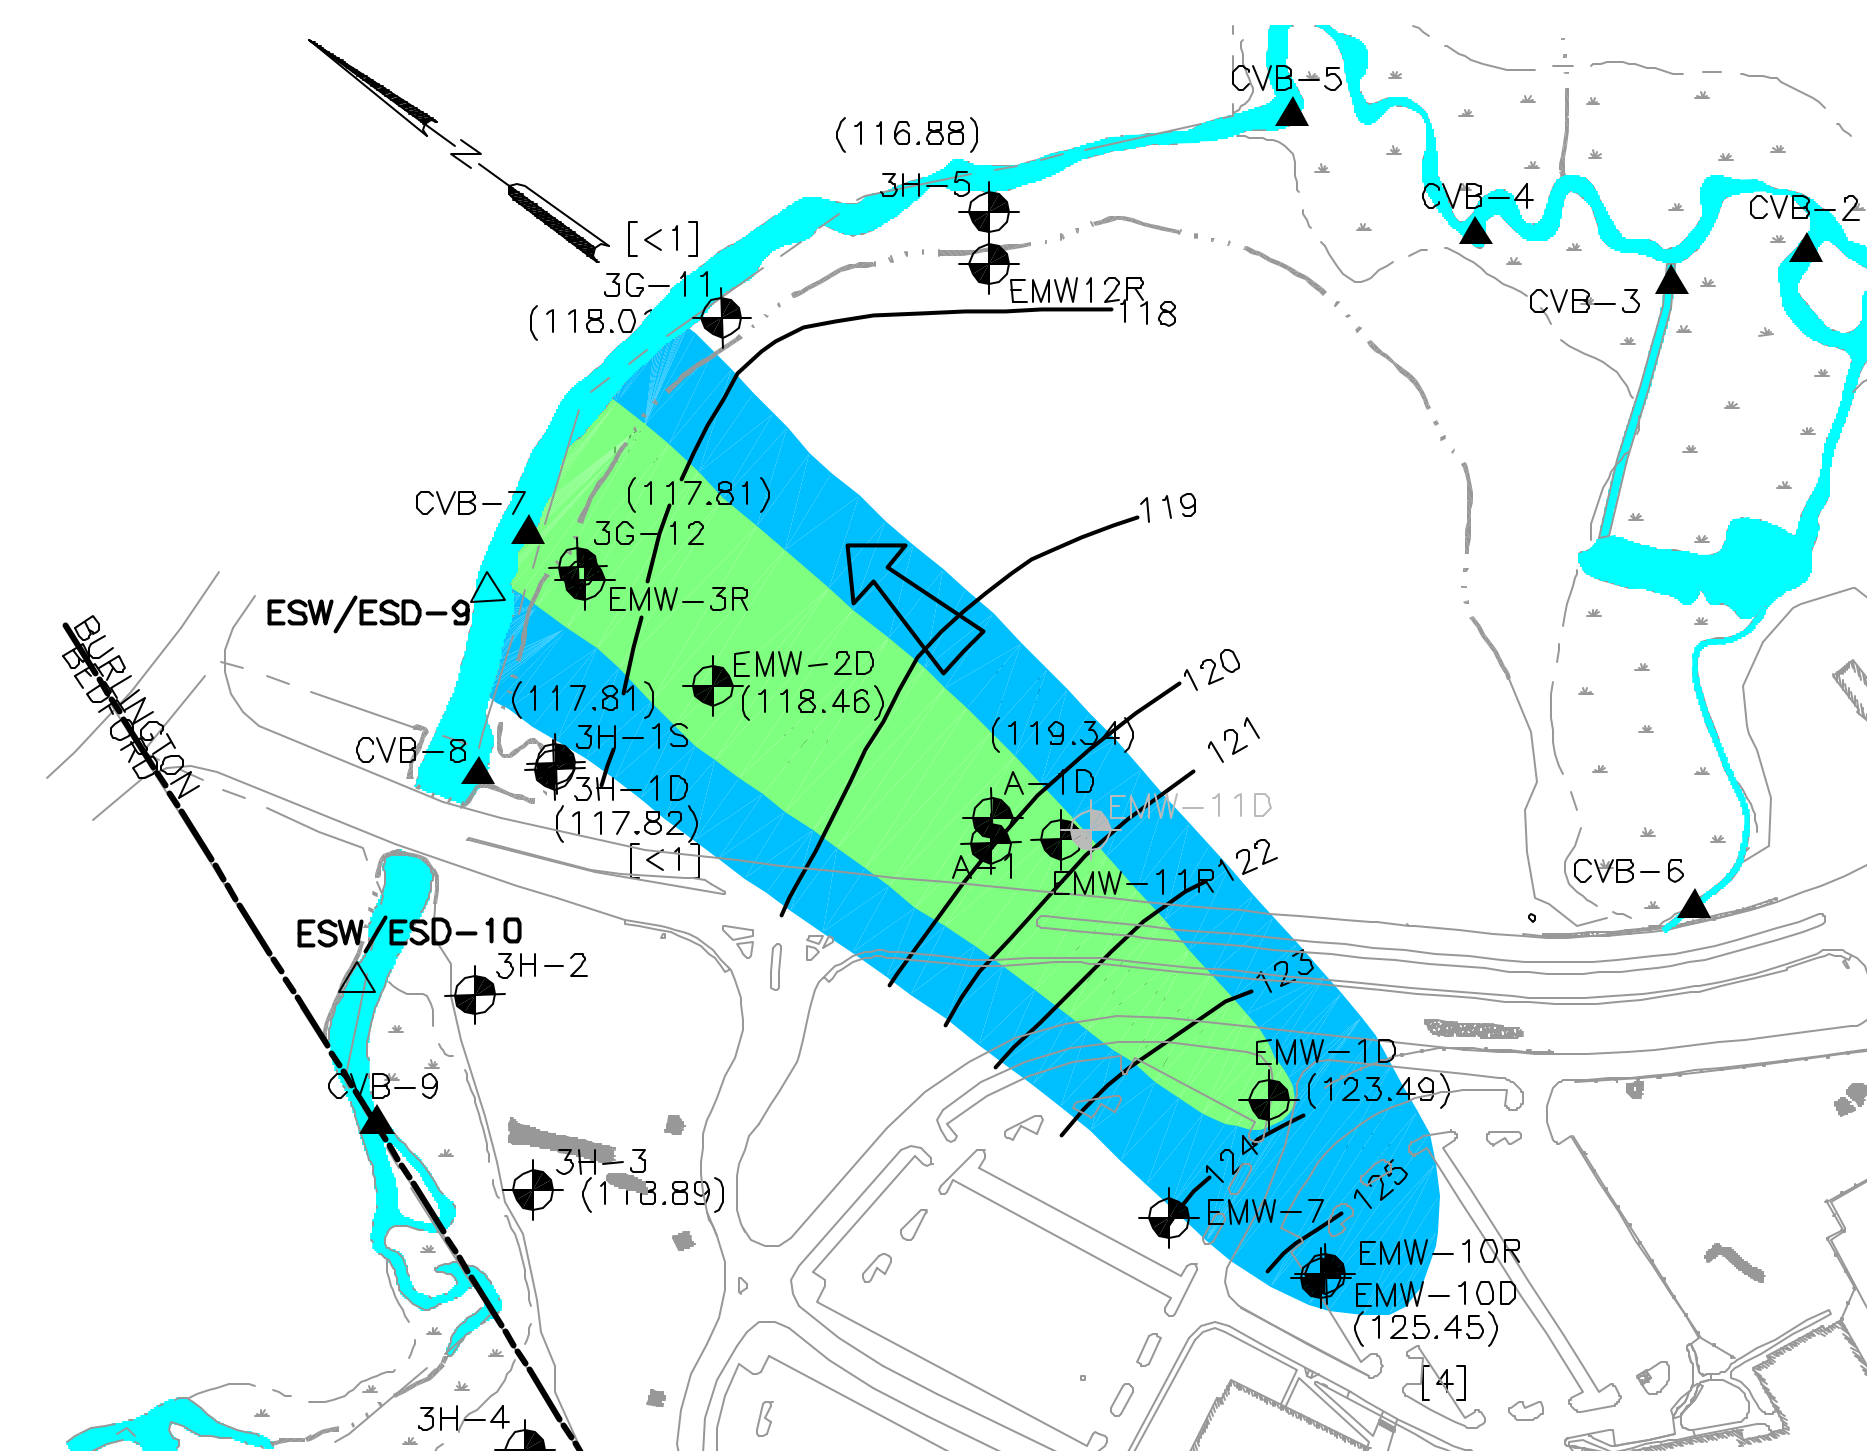 CVB-5
(116.88)
3H-5
CVB-4
CVB-2
N
[<1]
3G-11
(118.0
EMW12R
118
CVB-3
(117.81)
CVB-7
119
3G-12
EMW-3R
ESW/ESD-9
BURLINGTON
BEDFORD
EMW-2D
(118.46)
120
(117.81)
3H-1S
CVB-8
(119.34)
121
A-1D
3H-1D
EMW-11D
(117.82)
[<1]
A-1
EMW-11R
122
CVB-6
ESW/ESD-10
3H-2
123
EMW-1D
(123.49)
CVB-9
124
3H-3
(118.89)
125
EMW-7
EMW-10R
EMW-10D
(125.45)
[4]
3H-4